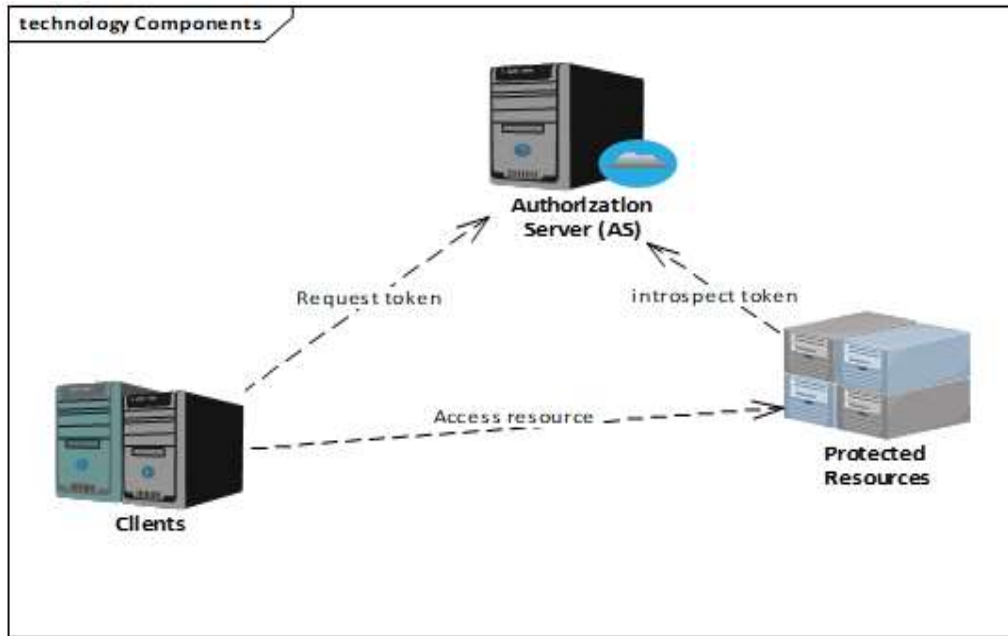 technology Components
Authorization
Server (AS)
Request token
introspect token
Access resource
Protected
Resources
Clients